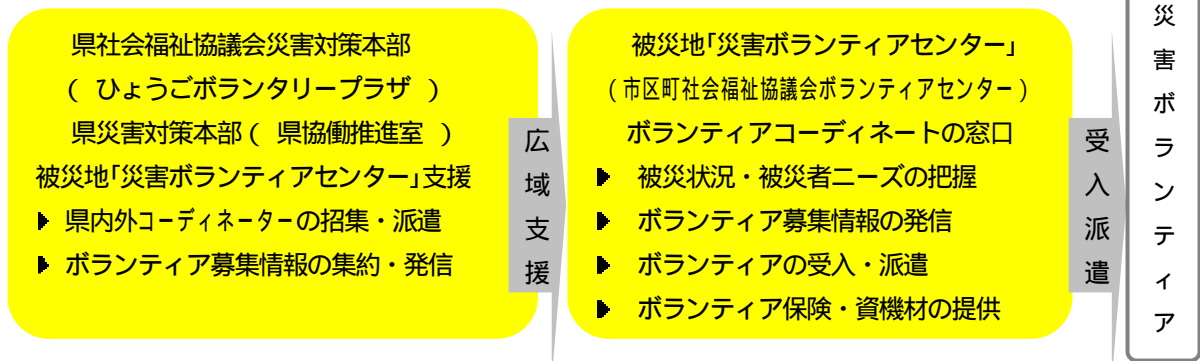 県社会福祉協議会災害対策本部
( ひょうごボランタリープラザ )
県災害対策本部( 県協働推進室 )
被災地「災害ボランティアセンター」支援
県内外コーディネーターの招集・派遣
ボランティア募集情報の集約・発信
広域支援
被災地「災害ボランティアセンター」
(市区町社会福祉協議会ボランティアセンター)
ボランティアコーディネートの窓口
被災状況・被災者ニーズの把握
ボランティア募集情報の発信
ボランティアの受入・派遣
ボランティア保険・資機材の提供
受入派遣
災害ボランティア